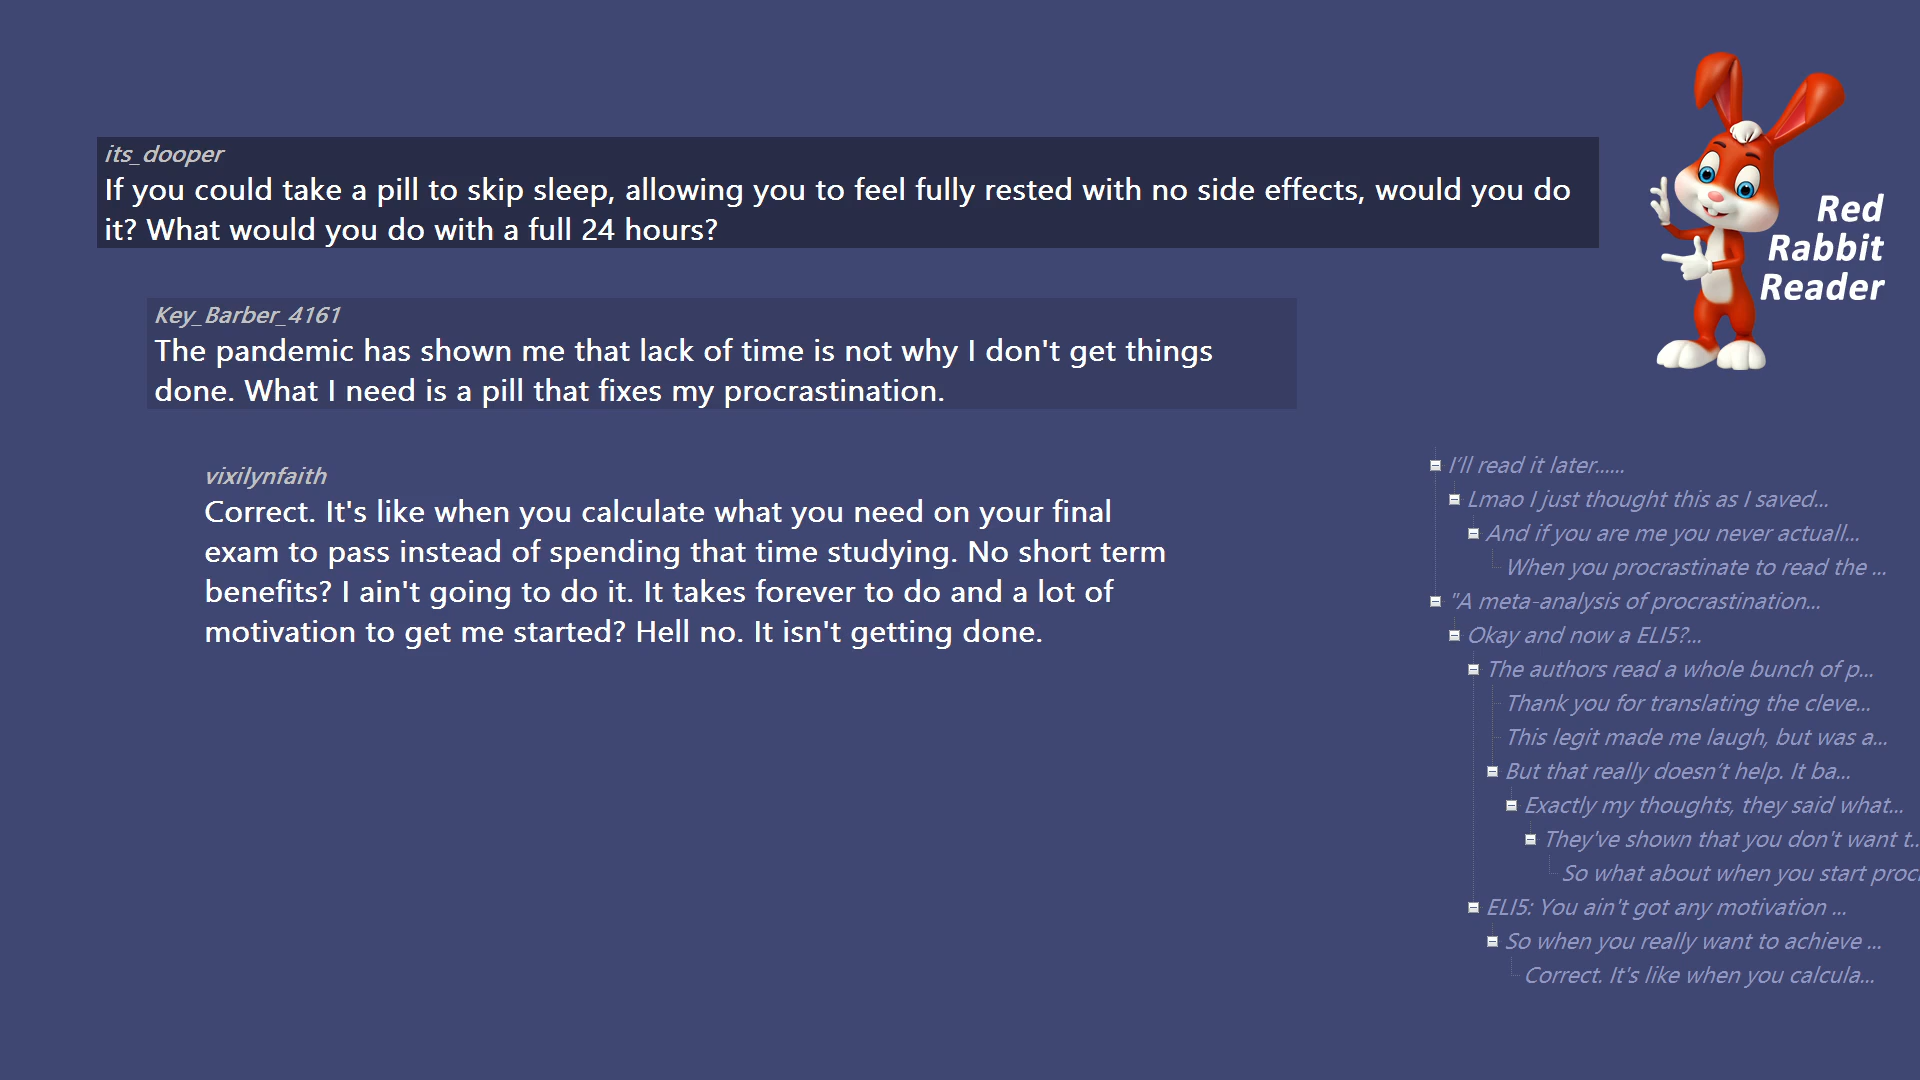 its_dooper
If you could take a pill to skip sleep, allowing you to feel fully rested with no side effects, would you do
it? What would you do with a full 24 hours?
Key_Barber_4161
The pandemic has shown me that lack of time is not why I don't get things
done. What I need is a pill that fixes my procrastination.
vixilynfaith
Correct. It's like when you calculate what you need on your final
exam to pass instead of spending that time studying. No short term
benefits? I ain't going to do it. It takes forever to do and a lot of
motivation to get me started? Hell no. It isn't getting done.
Red
Rabbit
Reader
I’ll read it later......
Lmao I just thought this as I saved...
And if you are me you never actuall...
When you procrastinate to read the ...
"A meta-analysis of procrastination...
Okay and now a ELI5?...
The authors read a whole bunch of p...
Thank you for translating the cleve...
This legit made me laugh, but was a...
But that really doesn’t help. It ba...
Exactly my thoughts, they said what...
They've shown that you don't want t...
So what about when you start proc
ELI5: You ain't got any motivation ...
So when you really want to achieve ...
Correct. It's like when you calcula...